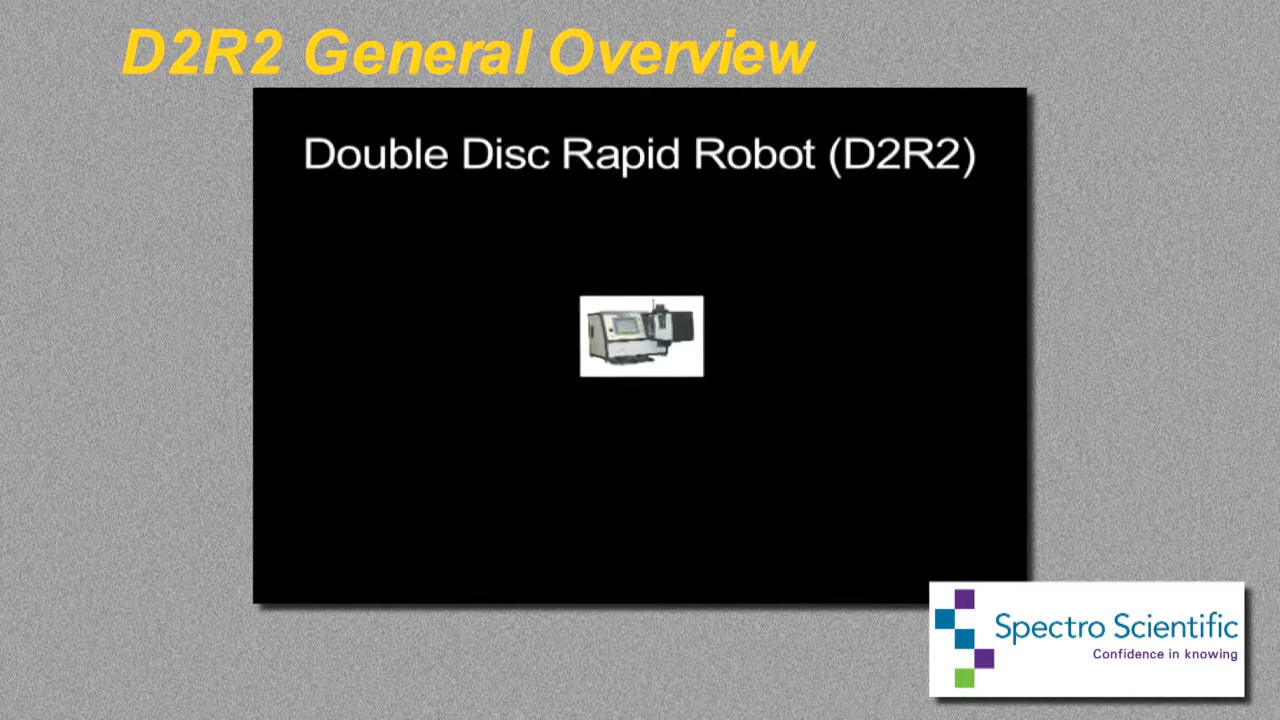 D2R2 General Overview
Double Disc Rapid Robot (D2R2)
Spectro Scientific
Confidence in knowing